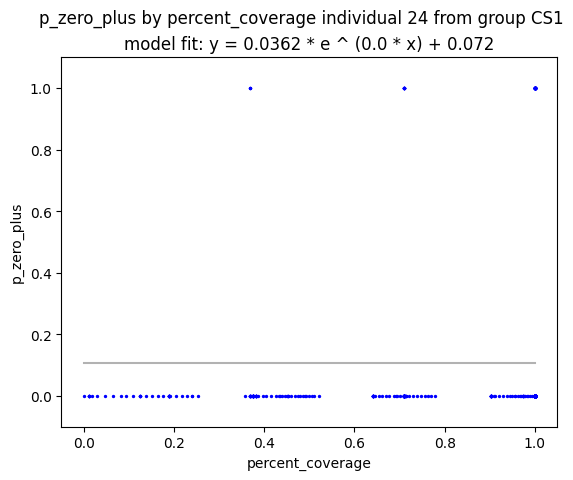 p_zero_plus by percent_coverage individual 24 from group CS1
model fit: y = 0.0362 * e ^ (0.0 * x) + 0.072
1.0
0.8
0.6
0.4
0.2
0.0
p_zero_plus
0.0 0.2 0.4 0.6 0.8 1.0
percent_coverage